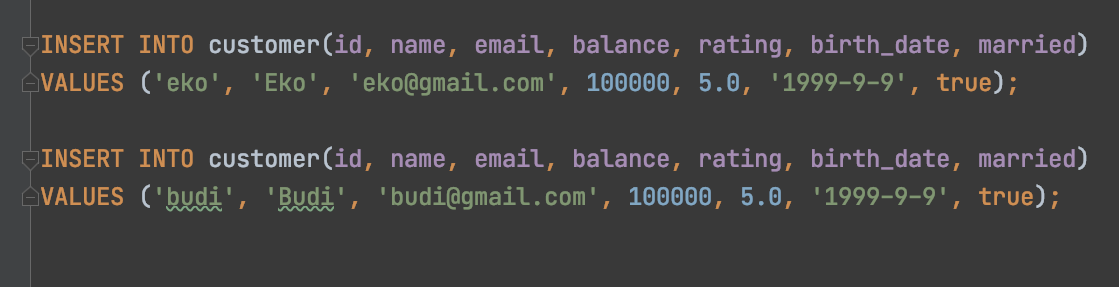 INSERT INTO customer(id, name, email, balance, rating, birth_date, married)
VALUES ('eko', 'Eko', 'eko@gmail.com', 100000, 5.0, '1999-9-9', true);
INSERT INTO customer(id, name, email, balance, rating, birth_date, married)
VALUES ('budi', 'Budi', 'budi@gmail.com', 100000, 5.0, '1999-9-9', true);